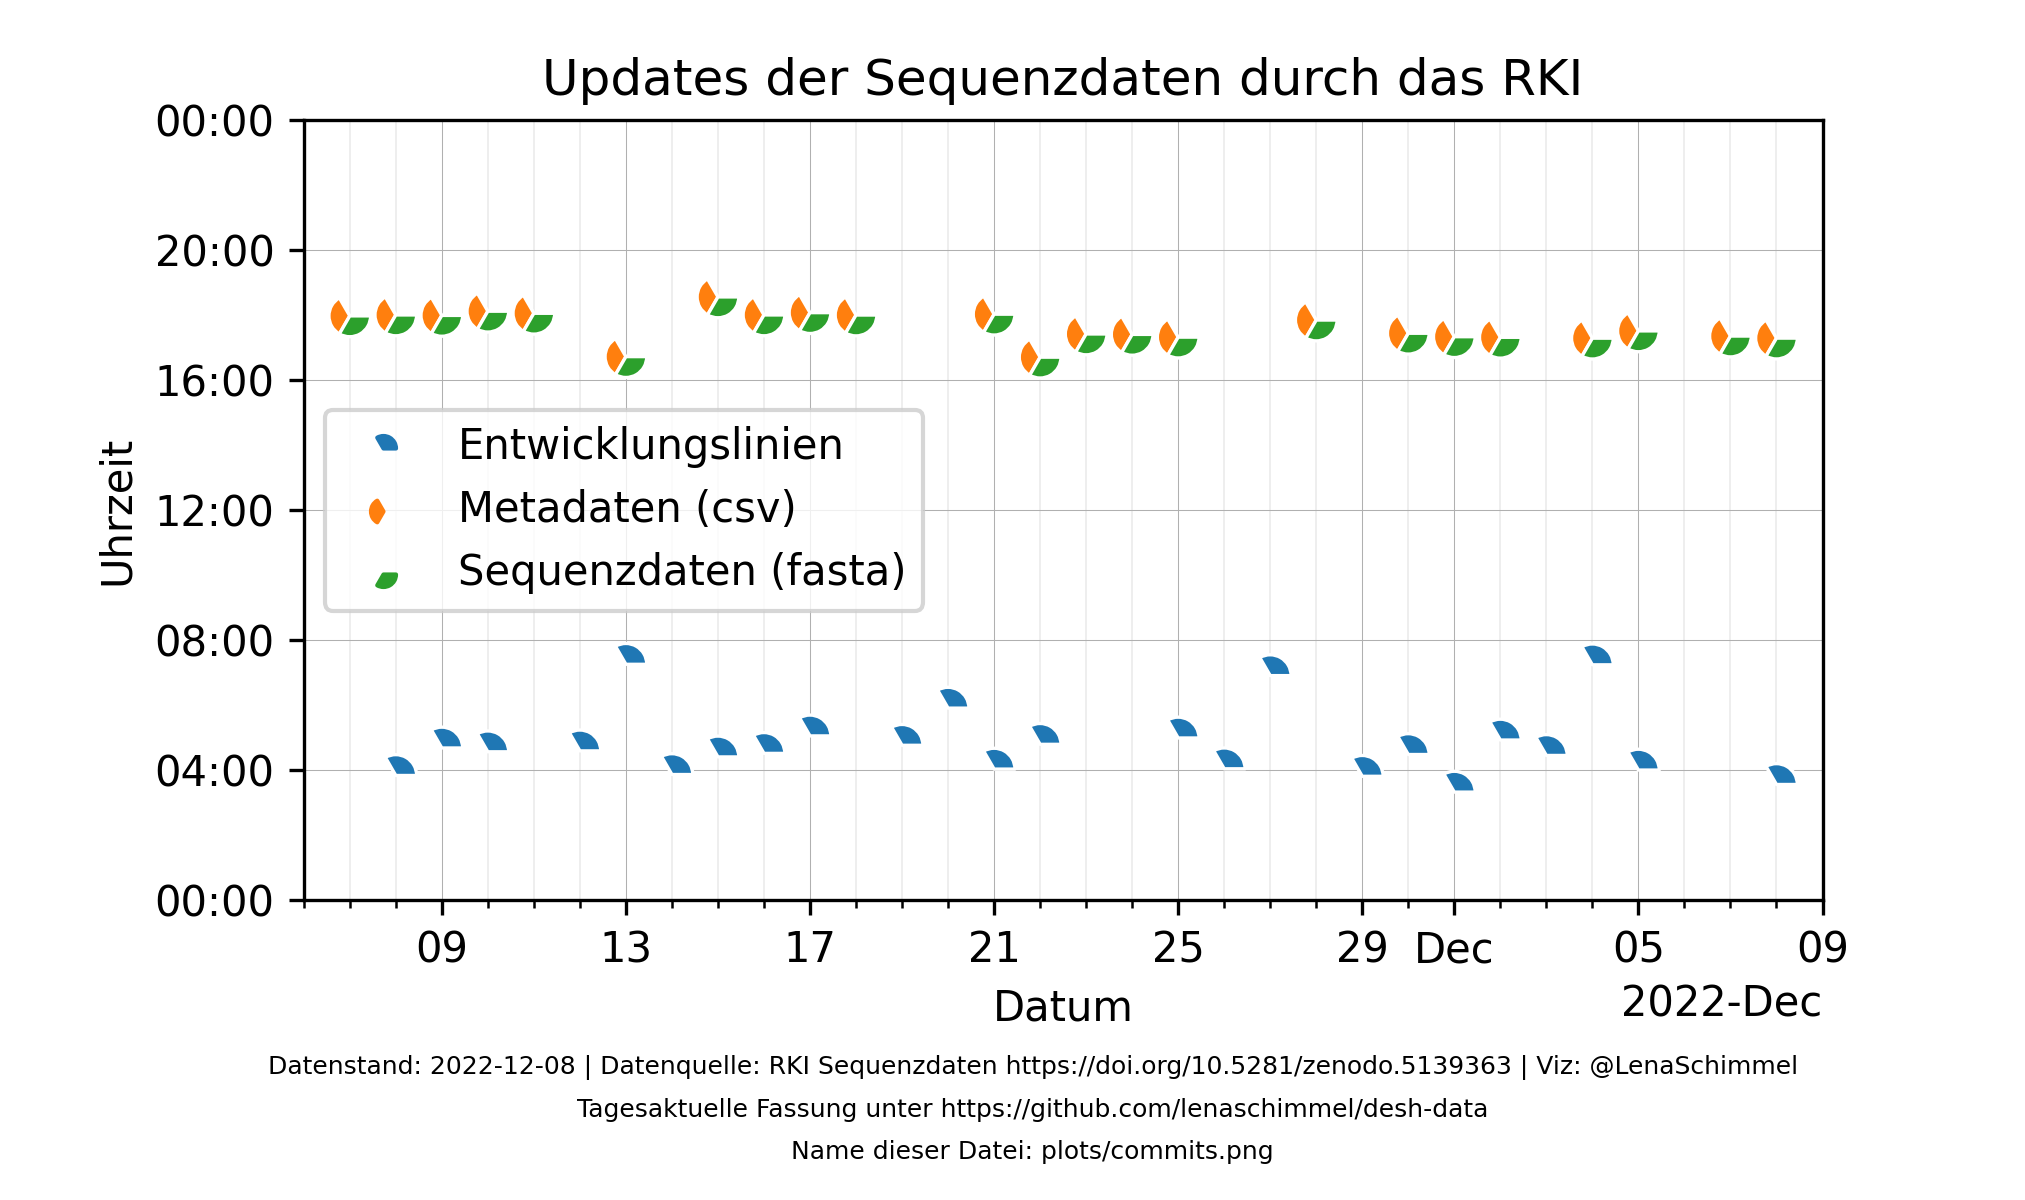 Updates der Sequenzdaten durch das RKI
00:00
20:00
16:00
12:00
08:00
04:00
00:00
Uhrzeit
Entwicklungslinien
Metadaten (csv)
Sequenzdaten (fasta)
09 13 17 21 25 29 Dec 05 09
2022-Dec
Datum
Datenstand: 2022-12-08 | Datenquelle: RKI Sequenzdaten https://doi.org/10.5281/zenodo.5139363 | Viz: @LenaSchimmel
Tagesaktuelle Fassung unter https://github.com/lenaschimmel/desh-data
Name dieser Datei: plots/commits.png